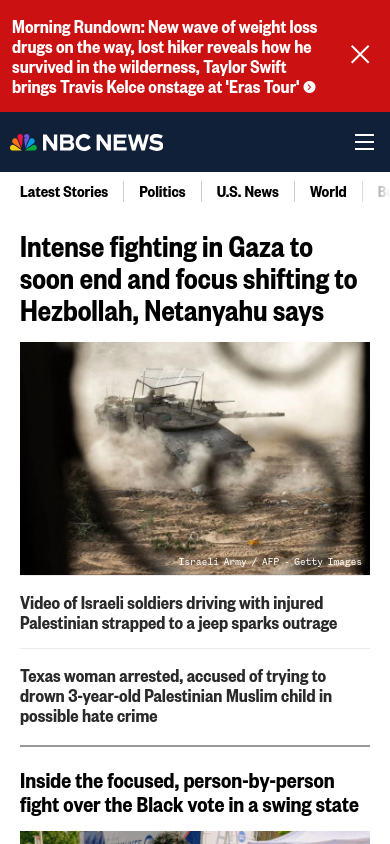 Morning Rundown: New wave of weight loss
drugs on the way, lost hiker reveals how he
survived in the wilderness, Taylor Swift
brings Travis Kelce onstage at 'Eras Tour'
NBC NEWS
Latest Stories Politics U.S. News World
Intense fighting in Gaza to
soon end and focus shifting to
Hezbollah, Netanyahu says
Israeli Army / AFP - Getty Images
Video of Israeli soldiers driving with injured
Palestinian strapped to a jeep sparks outrage
Texas woman arrested, accused of trying to
drown 3-year-old Palestinian Muslim child in
possible hate crime
Inside the focused, person-by-person
fight over the Black vote in a swing state